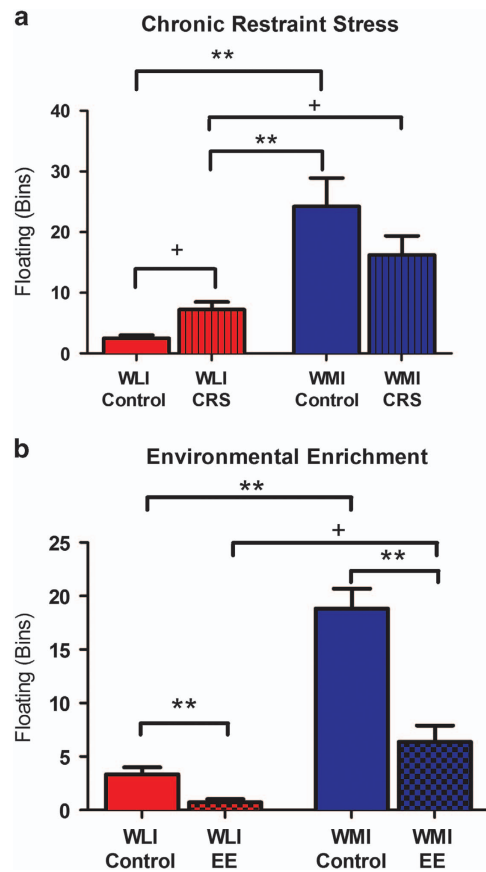 a
Chronic Restraint Stress
**
+
**
+
Floating (Bins)
40
30
20
10
0
WLI
Control
WLI
CRS
WMI
Control
WMI
CRS
b
Environmental Enrichment
**
+
**
**
Floating (Bins)
25
20
15
10
5
0
WLI
Control
WLI
EE
WMI
Control
WMI
EE